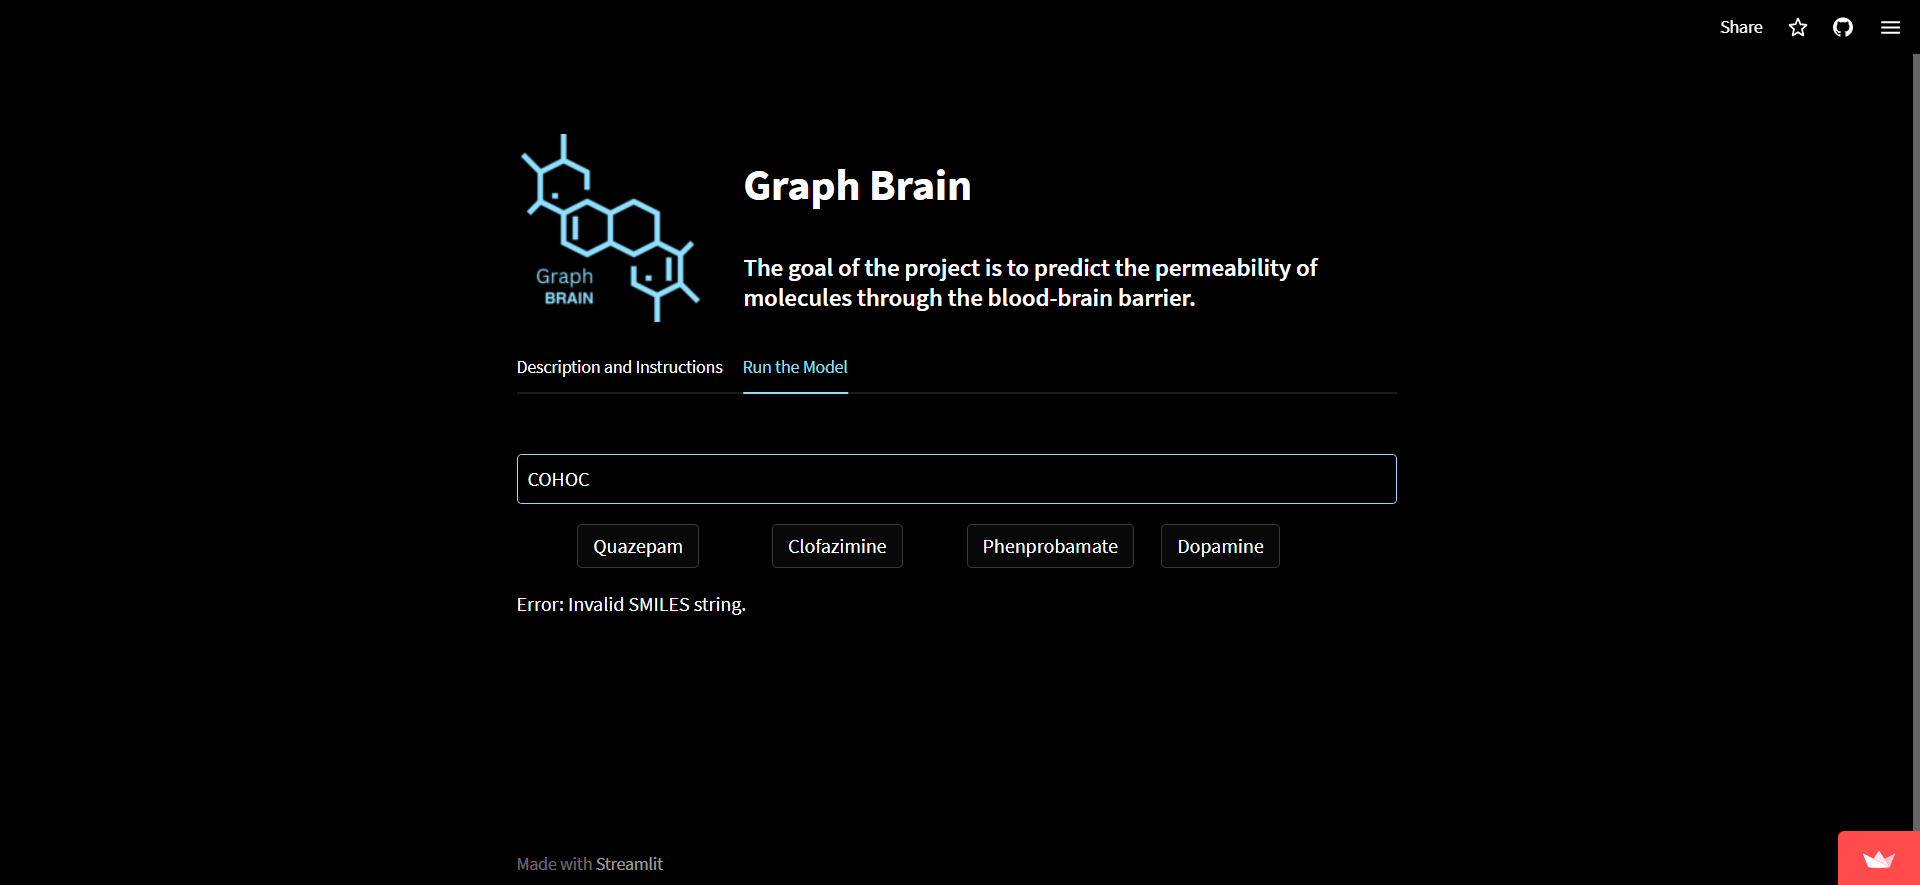 Share
Graph
BRAIN
Graph Brain
The goal of the project is to predict the permeability of
molecules through the blood-brain barrier.
Description and Instructions
Run the Model
COHOC
Quazepam
Clofazimine
Phenprobamate
Dopamine
Error: Invalid SMILES string.
Made with Streamlit